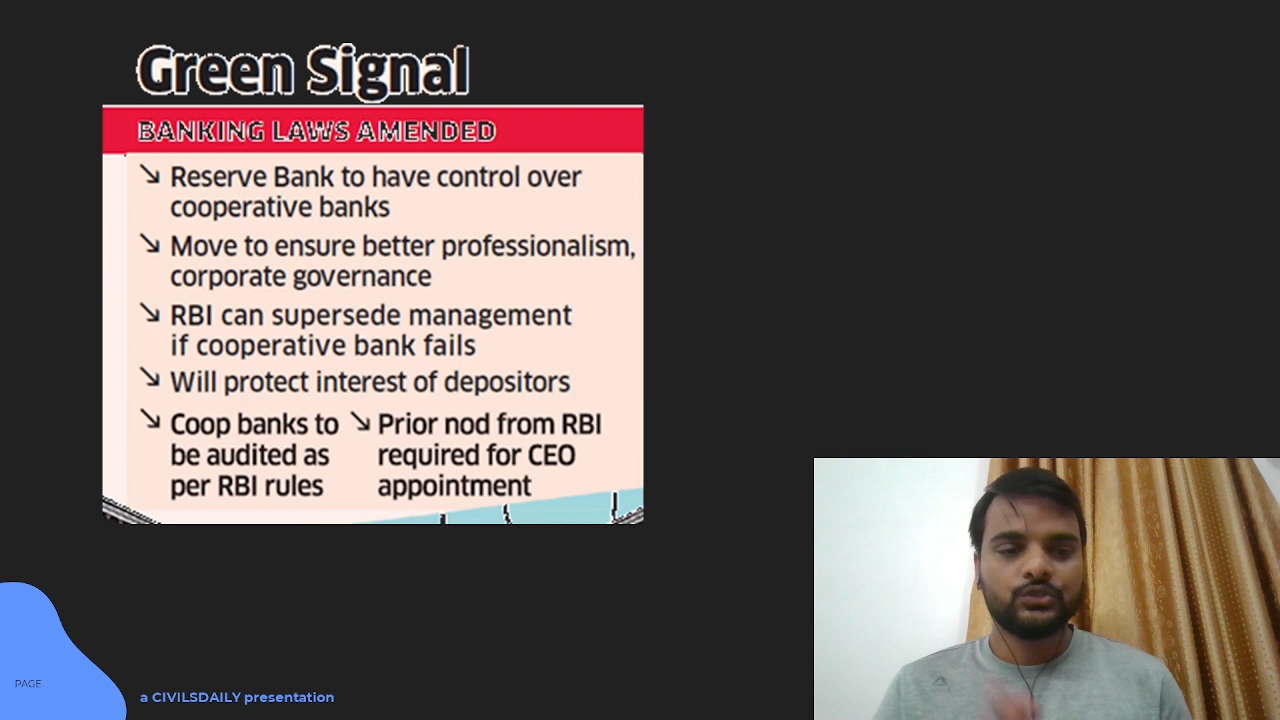 Green Signal
BANKING LAWS AMENDED
↘ Reserve Bank to have control over
cooperative banks
↘ Move to ensure better professionalism,
corporate governance
↘ RBI can supersede management
if cooperative bank fails
↘ Will protect interest of depositors
↘ Coop banks to
be audited as
per RBI rules
↘ Prior nod from RBI
required for CEO
appointment
PAGE
a CIVILSDAILY presentation